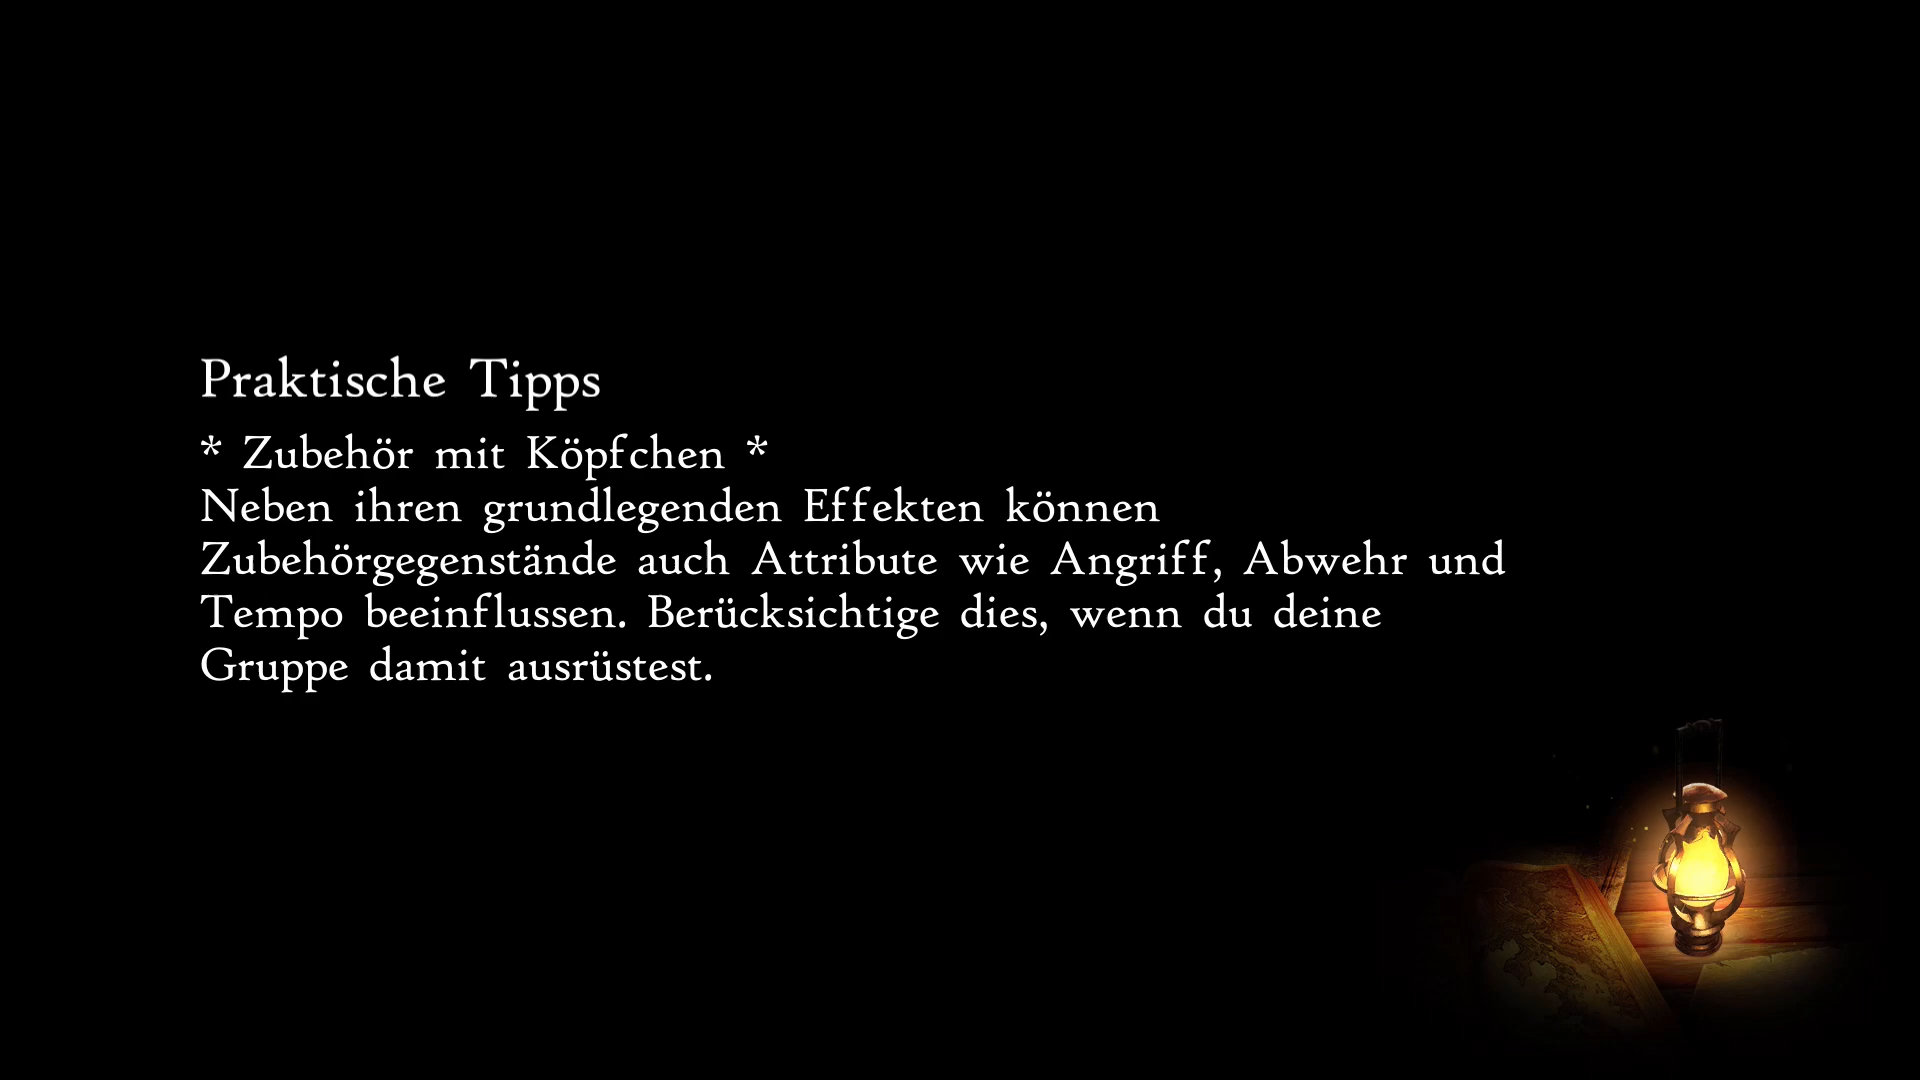 Praktische Tipps
* Zubehör mit Köpfchen *
Neben ihren grundlegenden Effekten können
Zubehörgegenstände auch Attribute wie Angriff, Abwehr und
Tempo beeinflussen. Berücksichtige dies, wenn du deine
Gruppe damit ausrüstest.